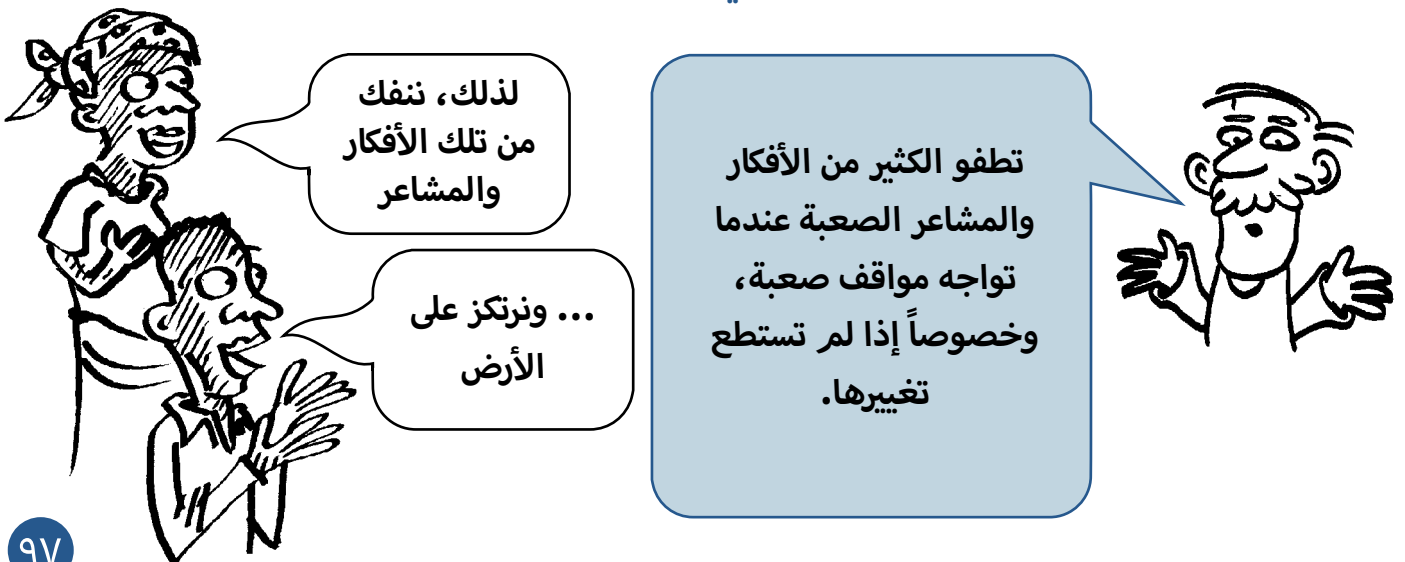 تطفو الكثير من الأفكار
والمشاعر الصعبة عندما
تواجه مواقف صعبة،
وخصوصاً إذا لم تستطع
تغييرها.
لذلك، ننفك
من تلك الأفكار
والمشاعر
... ونرتكز على
الأرض
٩٧